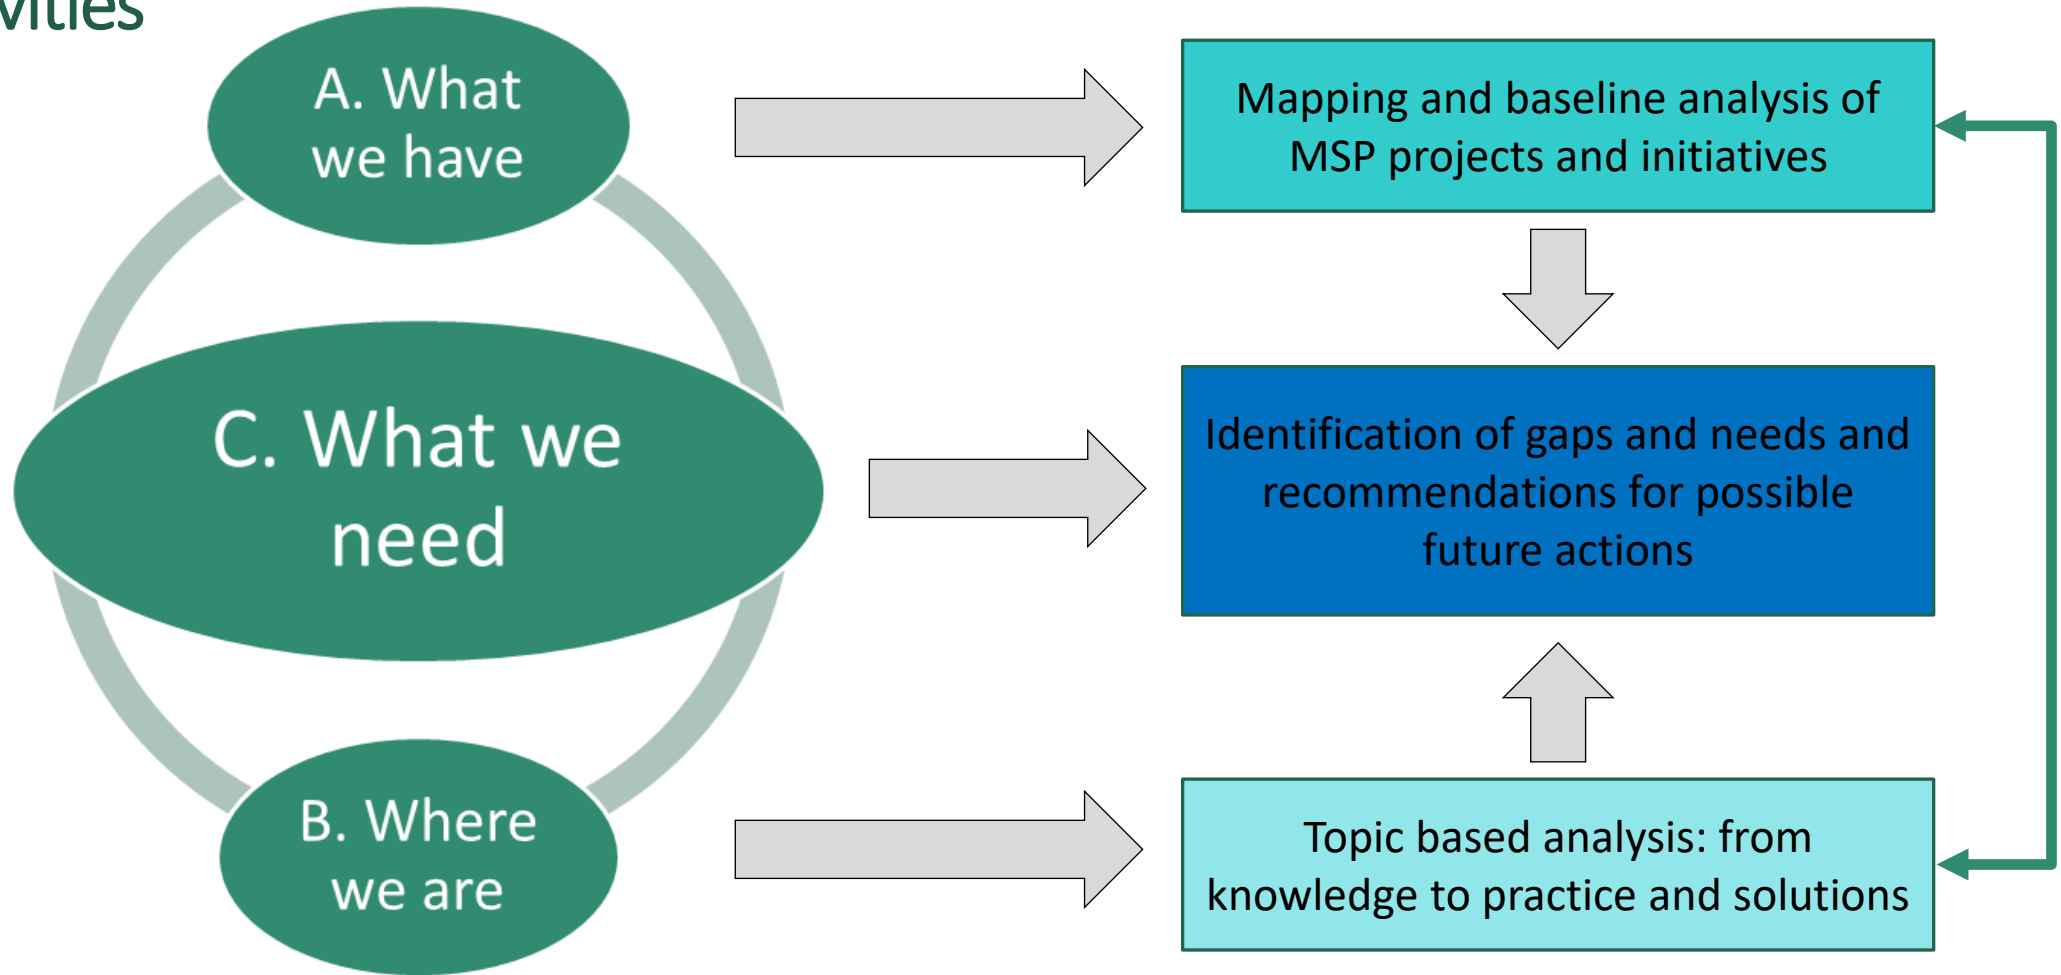 A. What
we have
Mapping and baseline analysis of
MSP projects and initiatives
C. What we
need
Identification of gaps and needs and
recommendations for possible
future actions
B. Where
we are
Topic based analysis: from
knowledge to practice and solutions